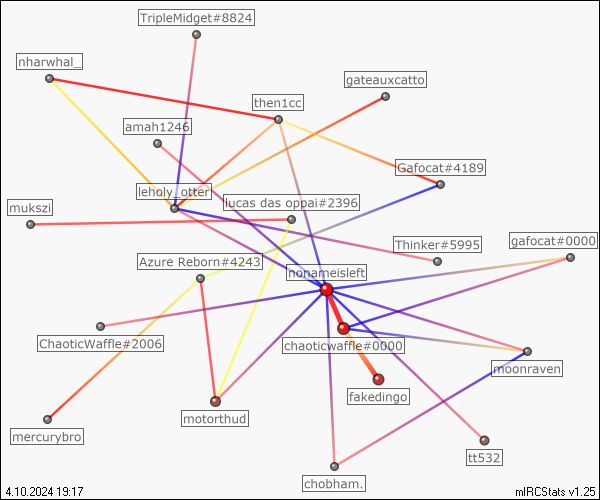 TripleMidget#8824
nharwhal_
gateauxcatto
then1cc
amah1246
Gafocat#4189
leholy_otter
lucas das oppai#2396
mukszi
gafocat#0000
Thinker#5995
Azure Reborn#4243
nonameisleft
ChaoticWaffle#2006
chaoticwaffle#0000
moonraven
fakedingo
motorthud
mercurybro
tt532
chobham.
4.10.2024 19:17
mIRCStats v1.25